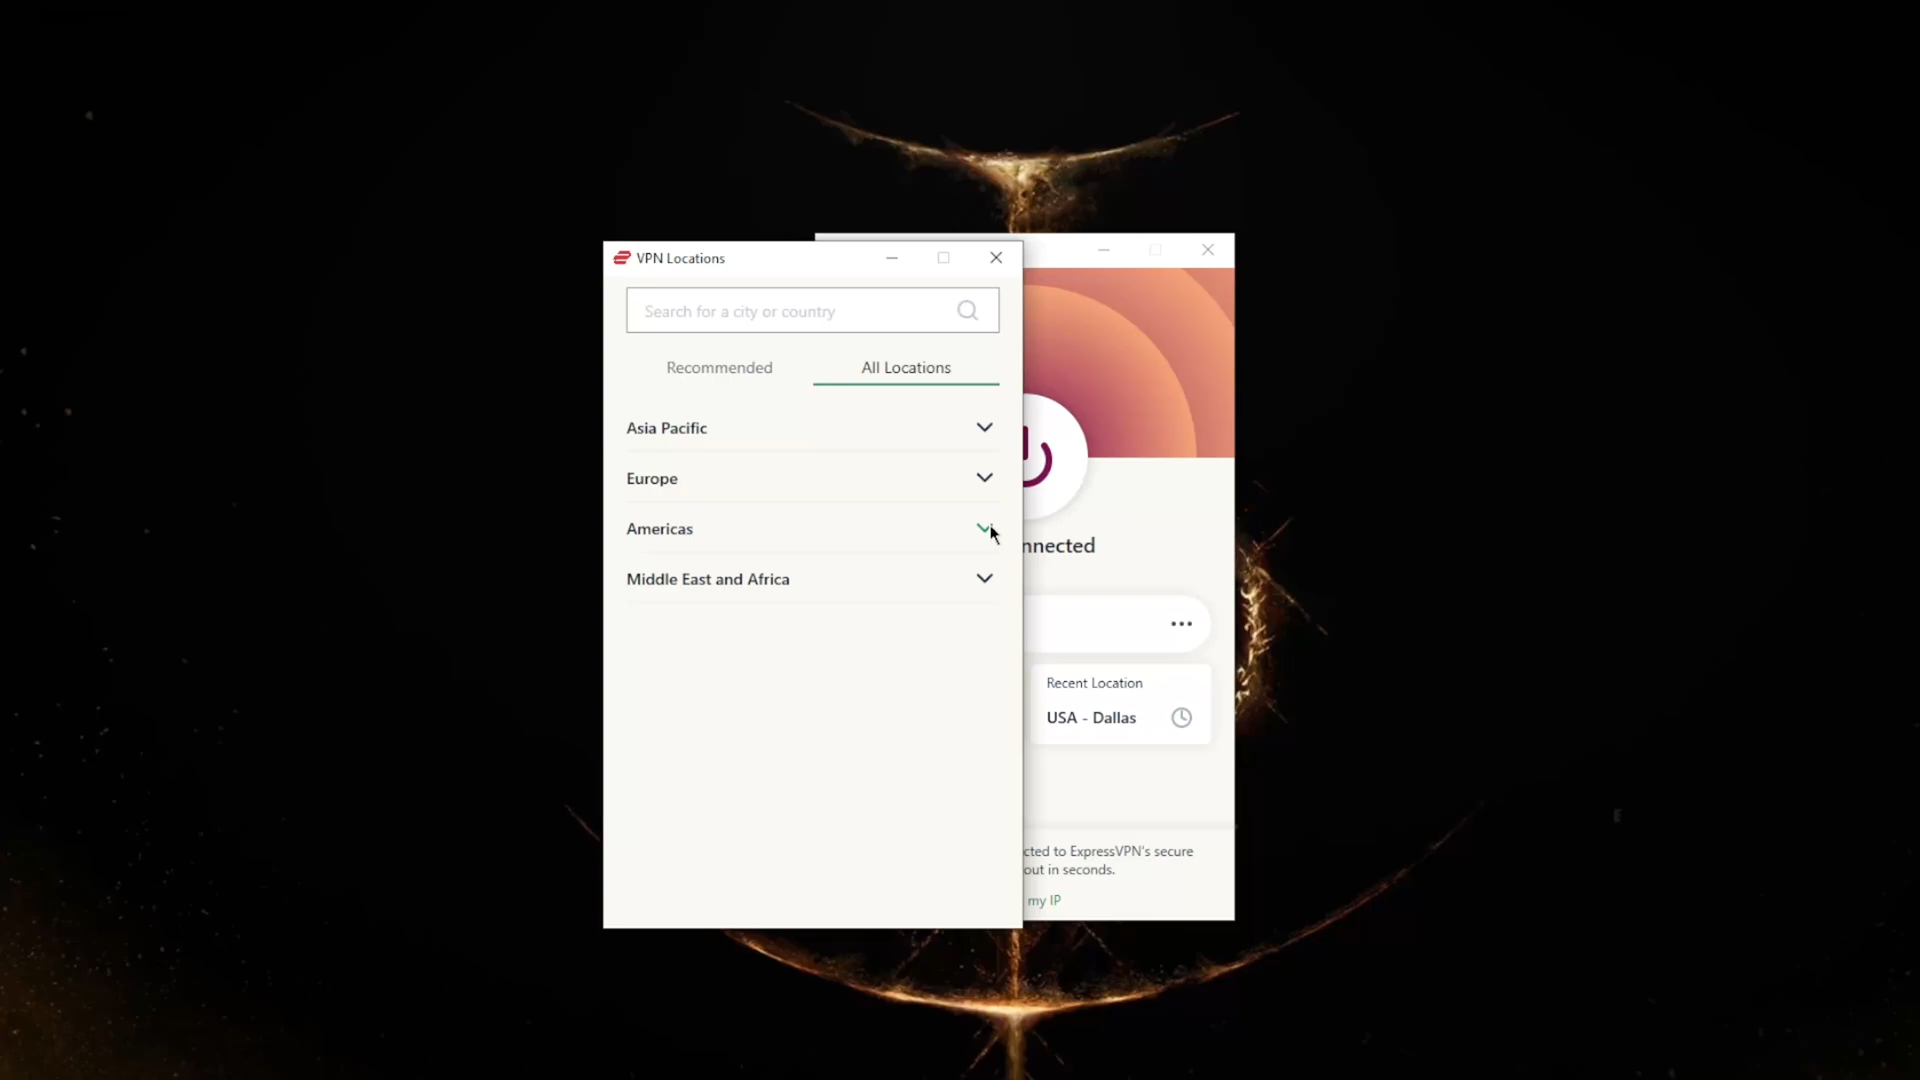 VPN Locations
Search for a city or country
Recommended
All Locations
Asia Pacific
Europe
Americas
Middle East and Africa
nnected
Recent Location
USA - Dallas
cted to ExpressVPN's secure
out in seconds.
my IP